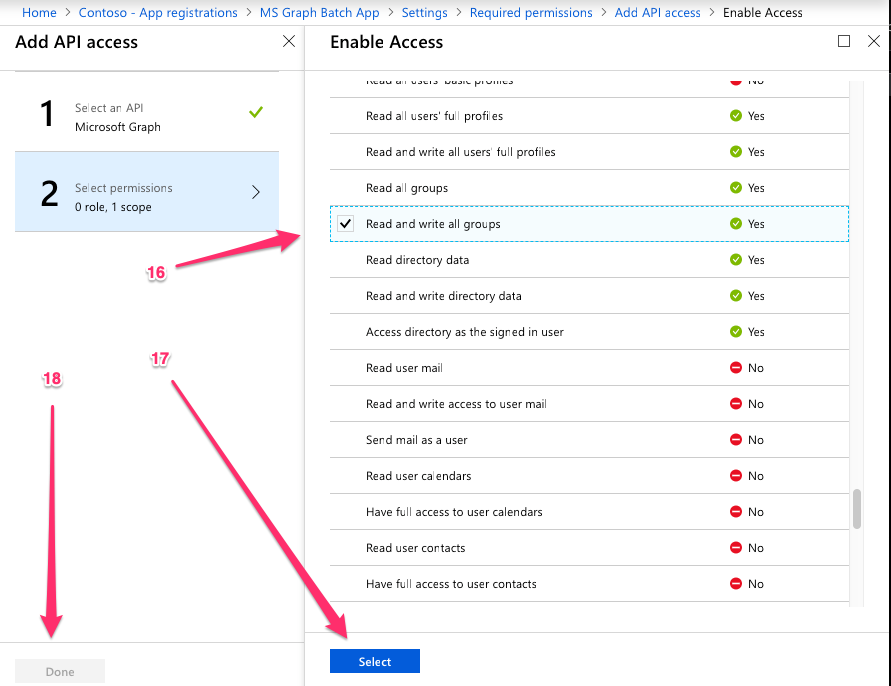 Home > Contoso - App registrations > MS Graph Batch App > Settings > Required permissions > Add API access > Enable Access
Add API access
1
Select an API
Microsoft Graph
2
Select permissions
0 role, 1 scope
16
17
18
Done
Enable Access
Read all users' basic profiles No
Read all users' full profiles Yes
Read and write all users' full profiles Yes
Read all groups Yes
Read and write all groups Yes
Read directory data Yes
Read and write directory data Yes
Access directory as the signed in user Yes
Read user mail No
Read and write access to user mail No
Send mail as a user No
Read user calendars No
Have full access to user calendars No
Read user contacts No
Have full access to user contacts No
Select